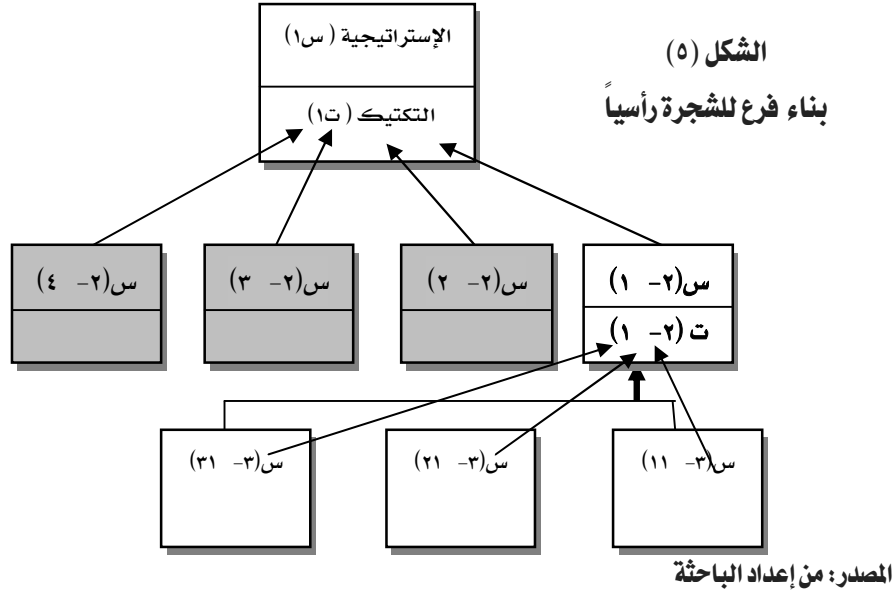 الشكل (٥)
بناء فرع للشجرة رأسياً
الإستراتيجية ( س١)
التكتيك ( ت١)
س(٢- ١)
ت (٢- ١)
س(٢- ٢)
س(٢- ٣)
س(٢- ٤)
س(٣- ١١)
س(٣- ٢١)
س(٣- ٣١)
المصدر: من إعداد الباحثة